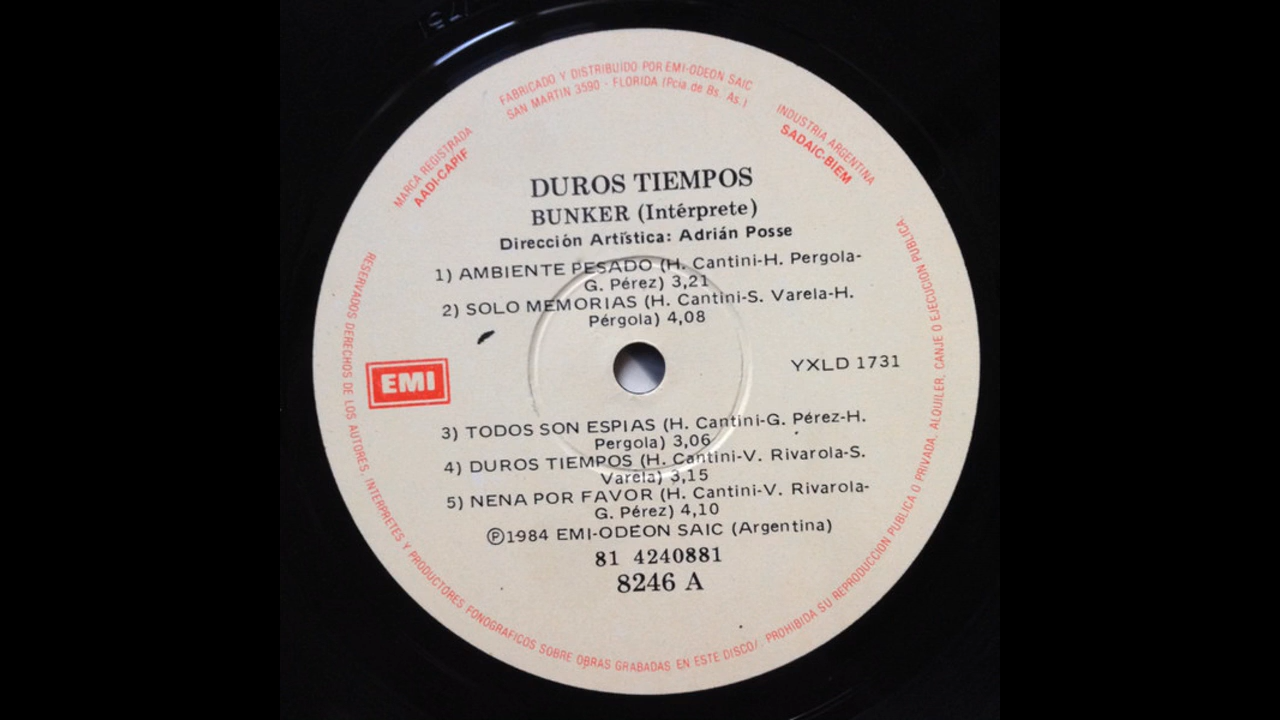 FABRICADO Y DISTRIBUIDO POR EMI-ODEON SAIC
SAN MARTIN 3590 - FLORIDA (Pcia. de Bs. As.)
MARCA REGISTRADA
AADI-CAPIF
INDUSTRIA ARGENTINA
SADAIC-BIEM
DUROS TIEMPOS
BUNKER (Intérprete)
Dirección Artística: Adrián Posse
1) AMBIENTE PESADO (H. Cantini-H. Pergola-
G. Pérez) 3,21
2) SOLO MEMORIAS (H. Cantini-S. Varela-H.
Pérgola) 4,08
EMI
YXLD 1731
3) TODOS SON ESPIAS (H. Cantini-G. Pérez-H.
Pergola) 3,06
4) DUROS TIEMPOS (H. Cantini-V. Rivarola-S.
Varela) 3,15
5) NENA POR FAVOR (H. Cantini-V. Rivarola-
G. Pérez) 4,10
Ⓟ1984 EMI-ODEON SAIC (Argentina)
81 4240881
8246 A
RESERVADOS DERECHOS DE LOS AUTORES, INTERPRETES Y PRODUCTORES FONOGRAFICOS SOBRE OBRAS GRABADAS EN ESTE DISCO/. PROHIBIDA SU REPRODUCCION PUBLICA O PRIVADA, ALQUILER, CANJE O EJECUCION PUBLICA.